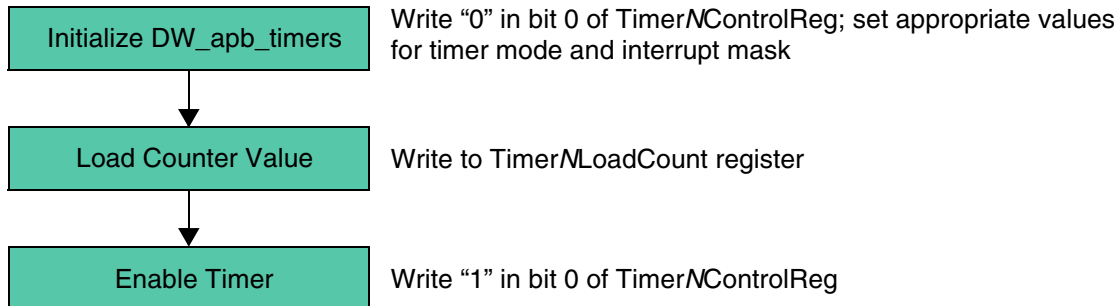 Initialize DW_apb_timers
Write “0” in bit 0 of TimerNControlReg; set appropriate values
for timer mode and interrupt mask
Load Counter Value
Write to TimerNLoadCount register
Enable Timer
Write “1” in bit 0 of TimerNControlReg